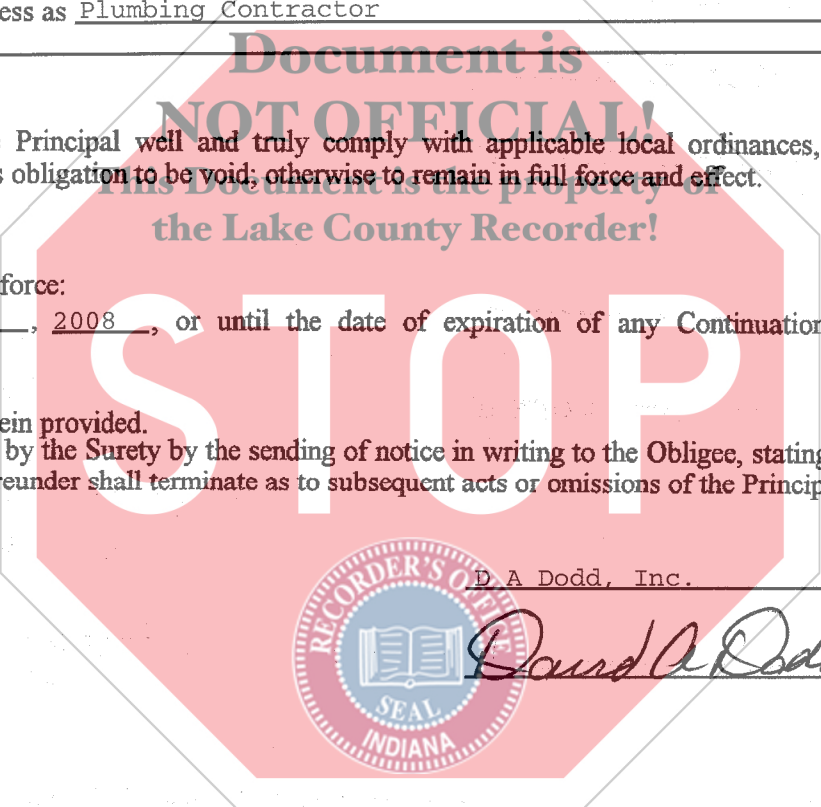 ess as Plumbing Contractor
Document is
NOT OFFICIAL!
Principal well and truly comply with applicable local ordinances,
s obligation to be void; otherwise to remain in full force and effect.
This Document is the property of
the Lake County Recorder!
force:
, 2008 , or until the date of expiration of any Continuation
STOP
ein provided.
by the Surety by the sending of notice in writing to the Obligee, stating
reunder shall terminate as to subsequent acts or omissions of the Princip
D A Dodd, Inc.
David A Dod
RECORDER'S OFFICE
SEAL
INDIANA